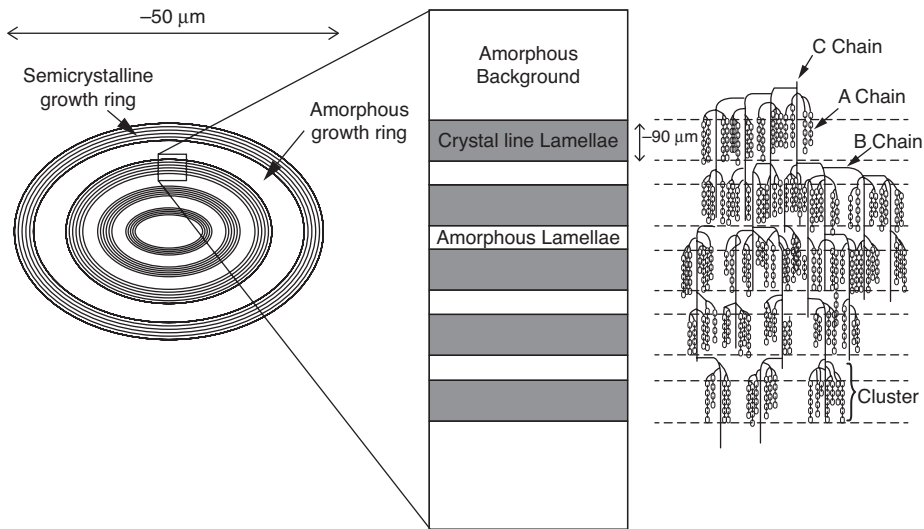 –50 μm
Semicrystalline
growth ring
Amorphous
growth ring
Amorphous
Background
Crystal line Lamellae
Amorphous Lamellae
–90 μm
C Chain
A Chain
B Chain
Cluster